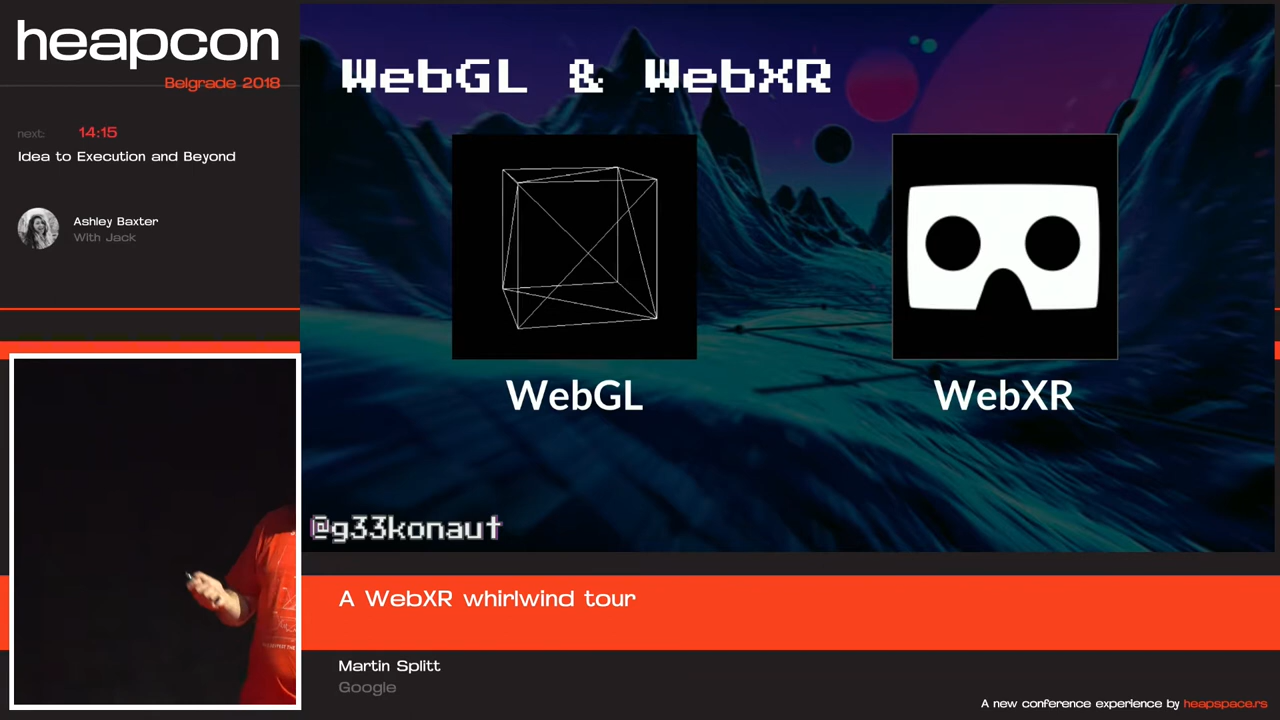 heapcon
Belgrade 2018
next: 14:15
Idea to Execution and Beyond
Ashley Baxter
With Jack
WebGL & WebXR
WebGL
WebXR
@g33konaut
A WebXR whirlwind tour
Martin Splitt
Google
A new conference experience by heapspace.rs